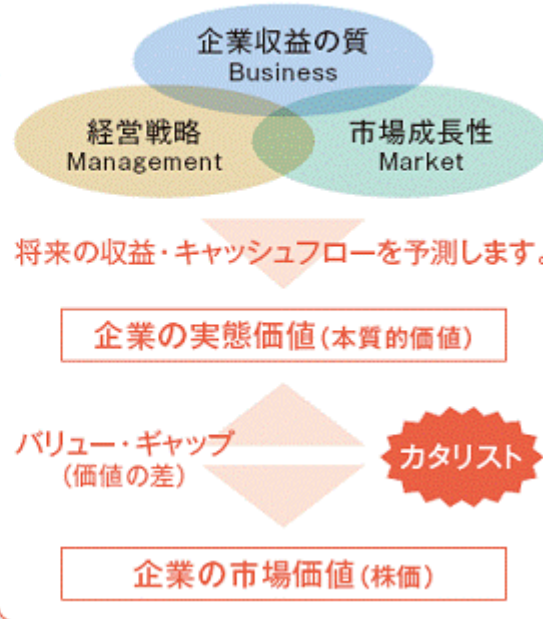 企業収益の質
Business
経営戦略
Management
市場成長性
Market
将来の収益・キャッシュフローを予測します。
企業の実態価値(本質的価値)
バリュー・ギャップ
(価値の差)
カタリスト
企業の市場価値(株価)